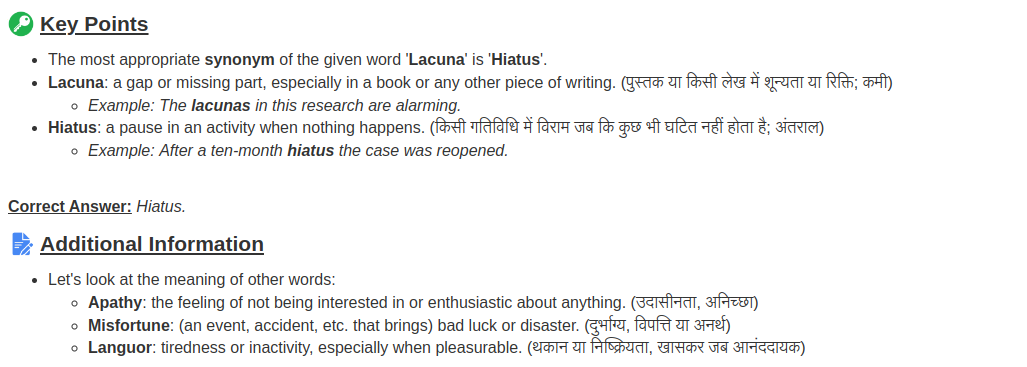 Key Points
The most appropriate synonym of the given word 'Lacuna' is 'Hiatus'.
Lacuna: a gap or missing part, especially in a book or any other piece of writing. (पुस्तक या किसी लेख में शून्यता या रिक्ति; कमी)
Example: The lacunas in this research are alarming.
Hiatus: a pause in an activity when nothing happens. (किसी गतिविधि में विराम जब कि कुछ भी घटित नहीं होता है; अंतराल)
Example: After a ten-month hiatus the case was reopened.
Correct Answer: Hiatus.
Additional Information
Let's look at the meaning of other words:
Apathy: the feeling of not being interested in or enthusiastic about anything. (उदासीनता, अनिच्छा)
Misfortune: (an event, accident, etc. that brings) bad luck or disaster. (दुर्भाग्य, विपत्ति या अनर्थ)
Languor: tiredness or inactivity, especially when pleasurable. (थकान या निष्क्रियता, खासकर जब आनंददायक)